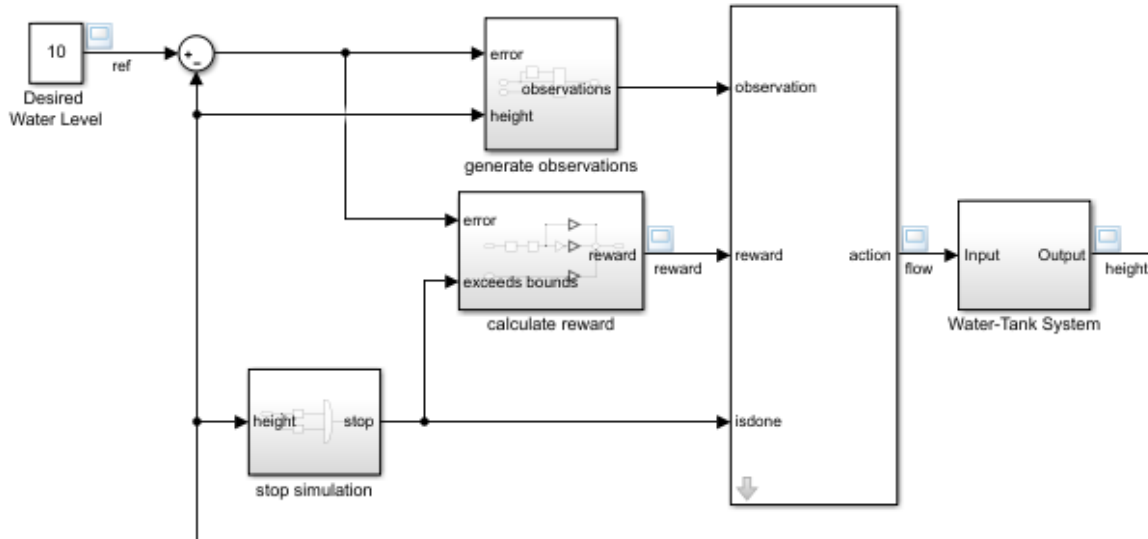 10
ref
Desired
Water Level
+
-
error
observations
height
generate observations
observation
error
reward
exceeds bounds
calculate reward
reward
reward
action
flow
Input
Output
Water-Tank System
height
height
stop
stop simulation
isdone